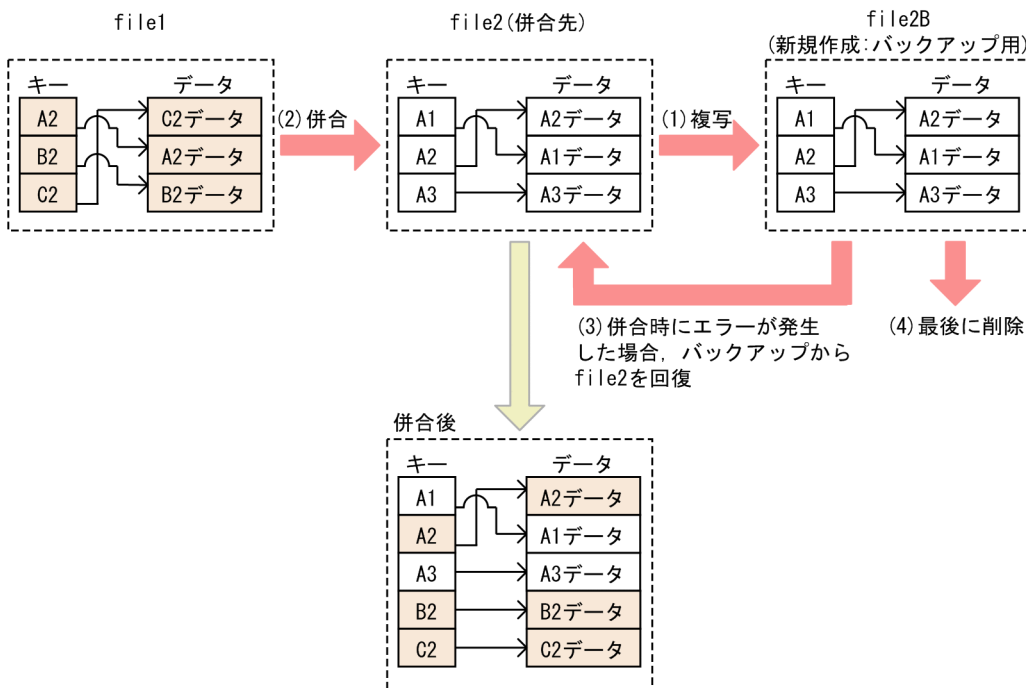 file1
キー データ
A2 C2データ
B2 A2データ
C2 B2データ
(2)併合
file2(併合先)
キー データ
A1 A2データ
A2 A1データ
A3 A3データ
(1)複写
file2B
(新規作成:バックアップ用)
キー データ
A1 A2データ
A2 A1データ
A3 A3データ
(3)併合時にエラーが発生
した場合，バックアップから
file2を回復
(4)最後に削除
併合後
キー データ
A1 A2データ
A2 A1データ
A3 A3データ
B2 B2データ
C2 C2データ